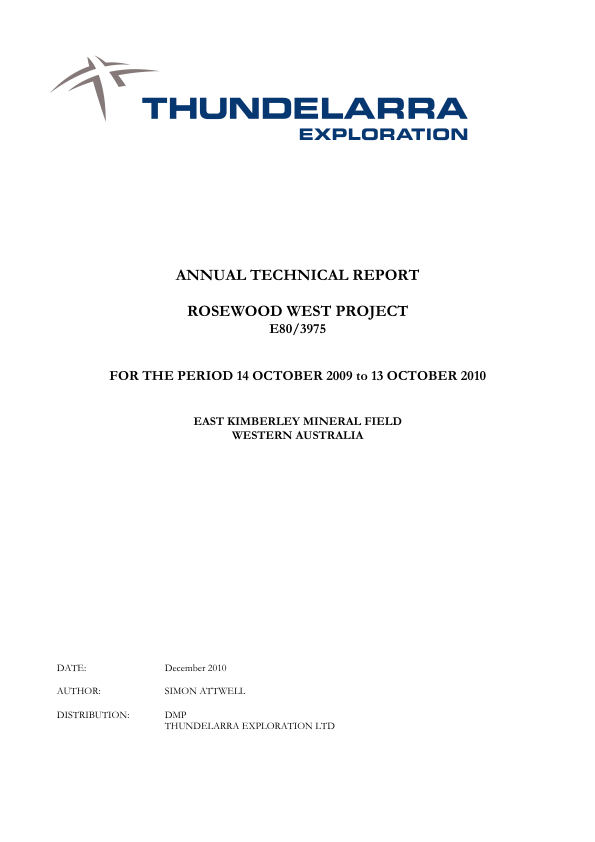 THUNDELARRA
EXPLORATION
ANNUAL TECHNICAL REPORT
ROSEWOOD WEST PROJECT
E80/3975
FOR THE PERIOD 14 OCTOBER 2009 to 13 OCTOBER 2010
EAST KIMBERLEY MINERAL FIELD
WESTERN AUSTRALIA
DATE: December 2010
AUTHOR: SIMON ATTWELL
DISTRIBUTION: DMP
THUNDELARRA EXPLORATION LTD